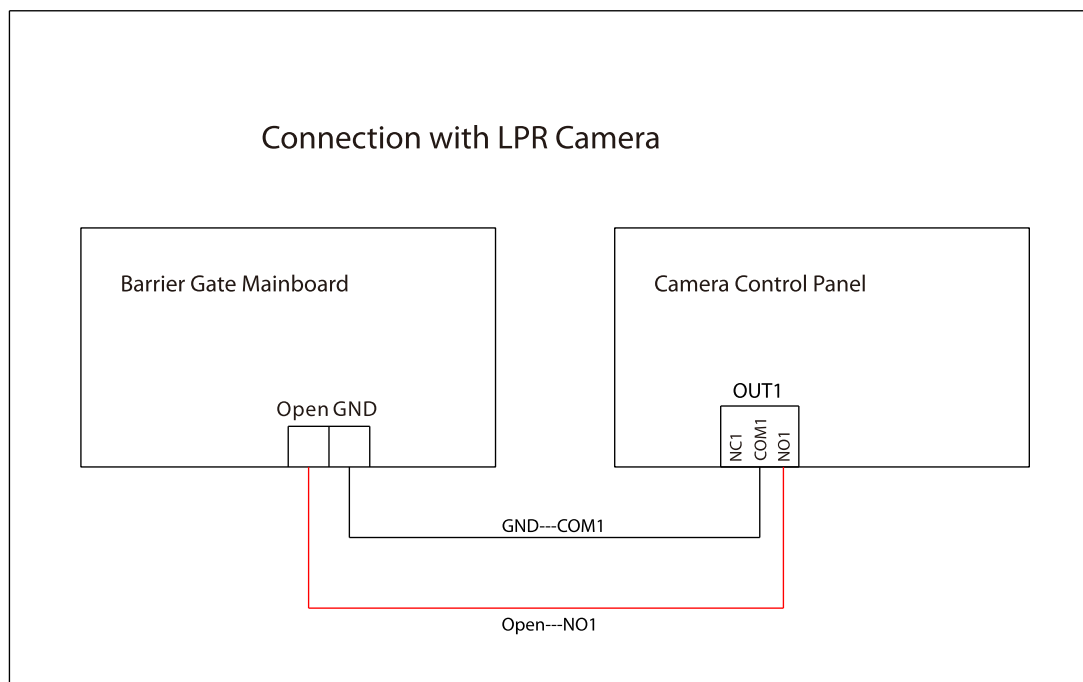 Connection with LPR Camera
Barrier Gate Mainboard
Camera Control Panel
Open GND
OUT1
NC1
COM1
NO1
GND---COM1
Open---NO1